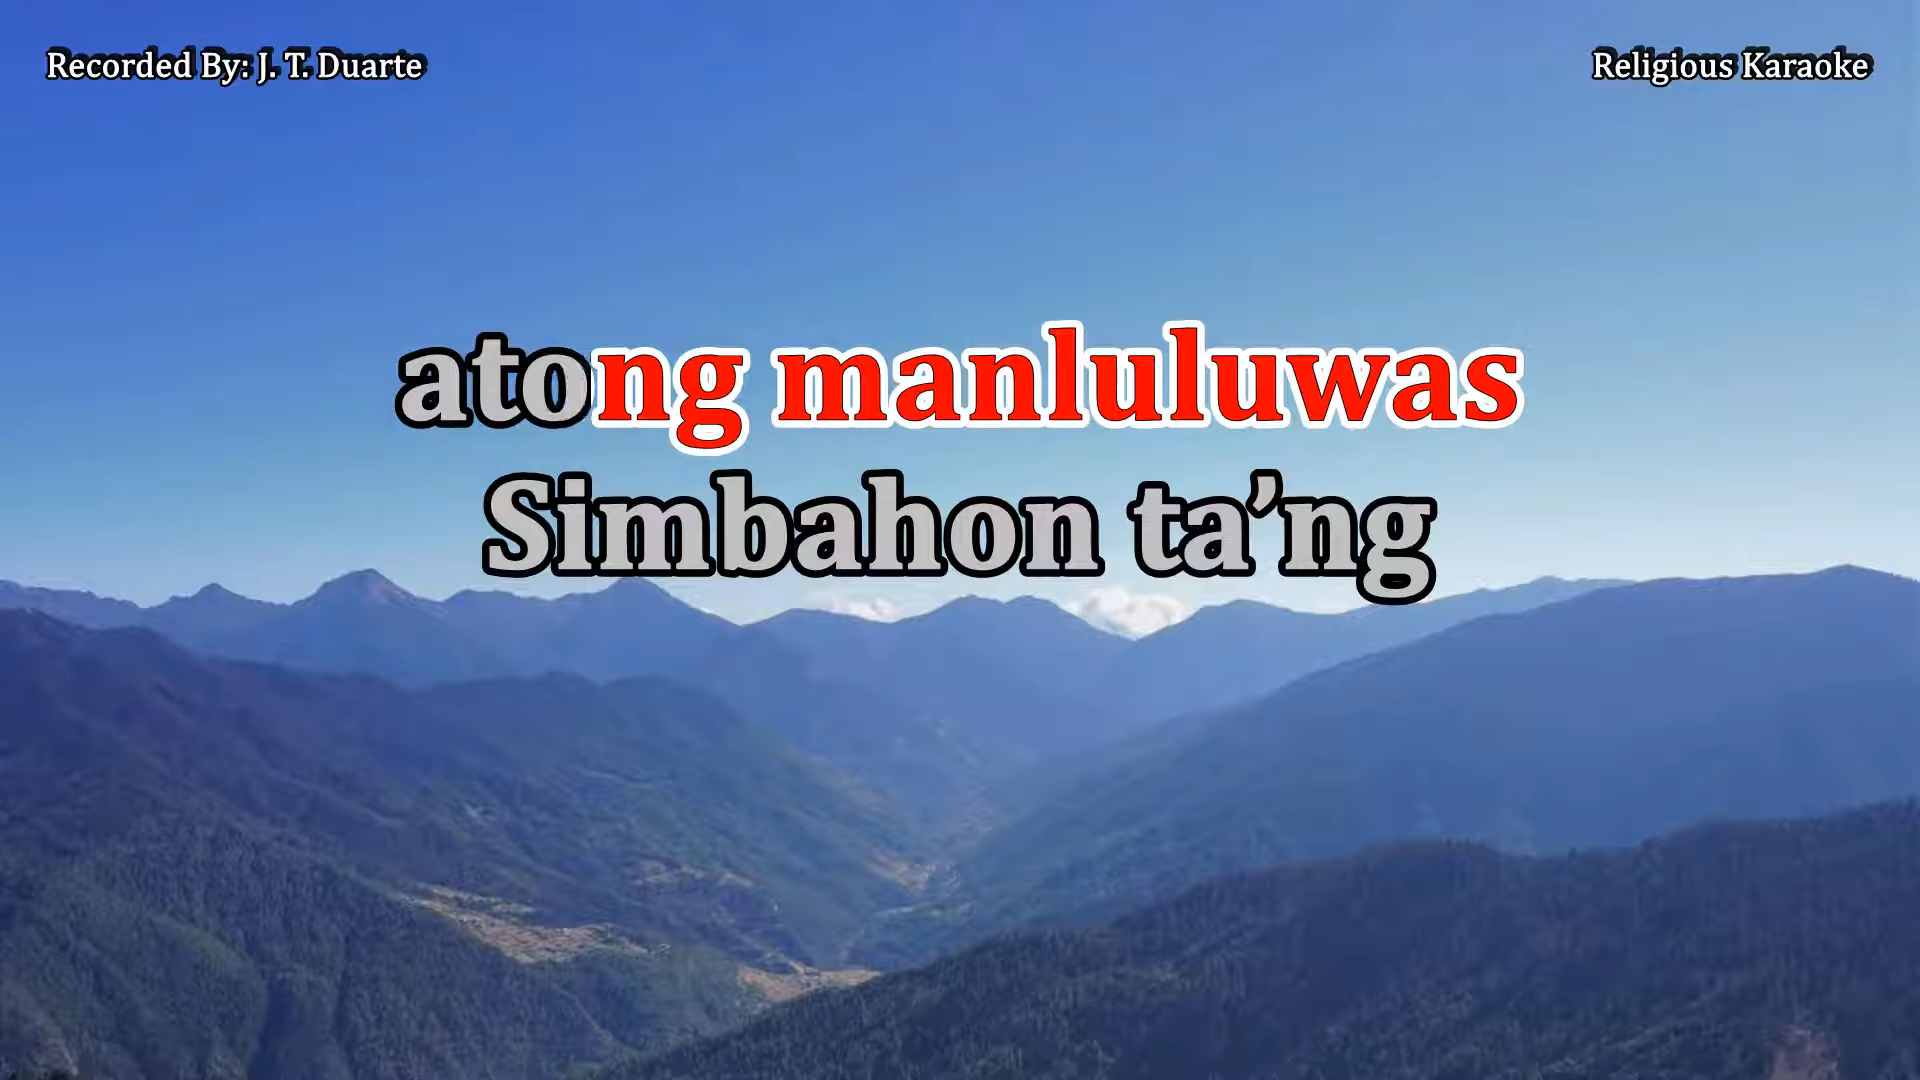 Recorded By: J. T. Duarte
Religious Karaoke
atong manluluwas
Simbahon ta’ng